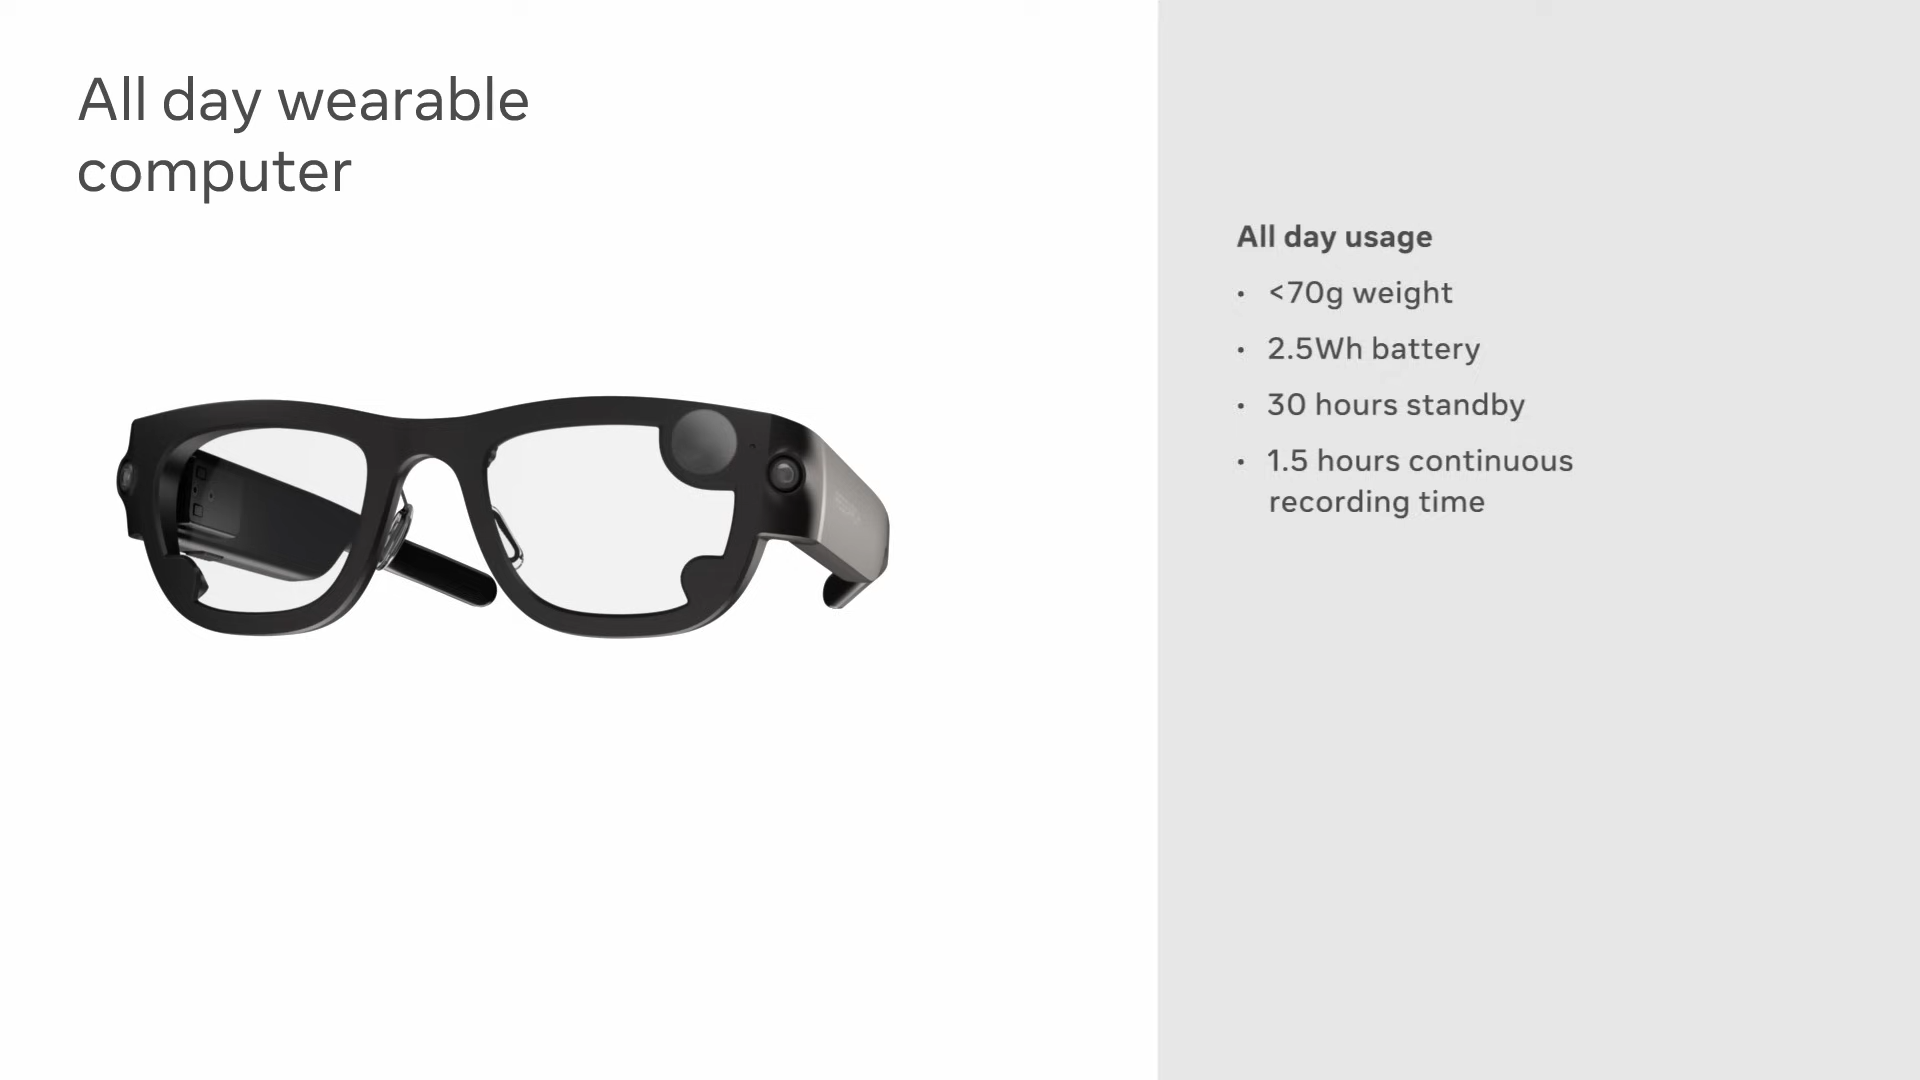 All day wearable
computer
All day usage
• <70g weight
• 2.5Wh battery
• 30 hours standby
• 1.5 hours continuous
recording time